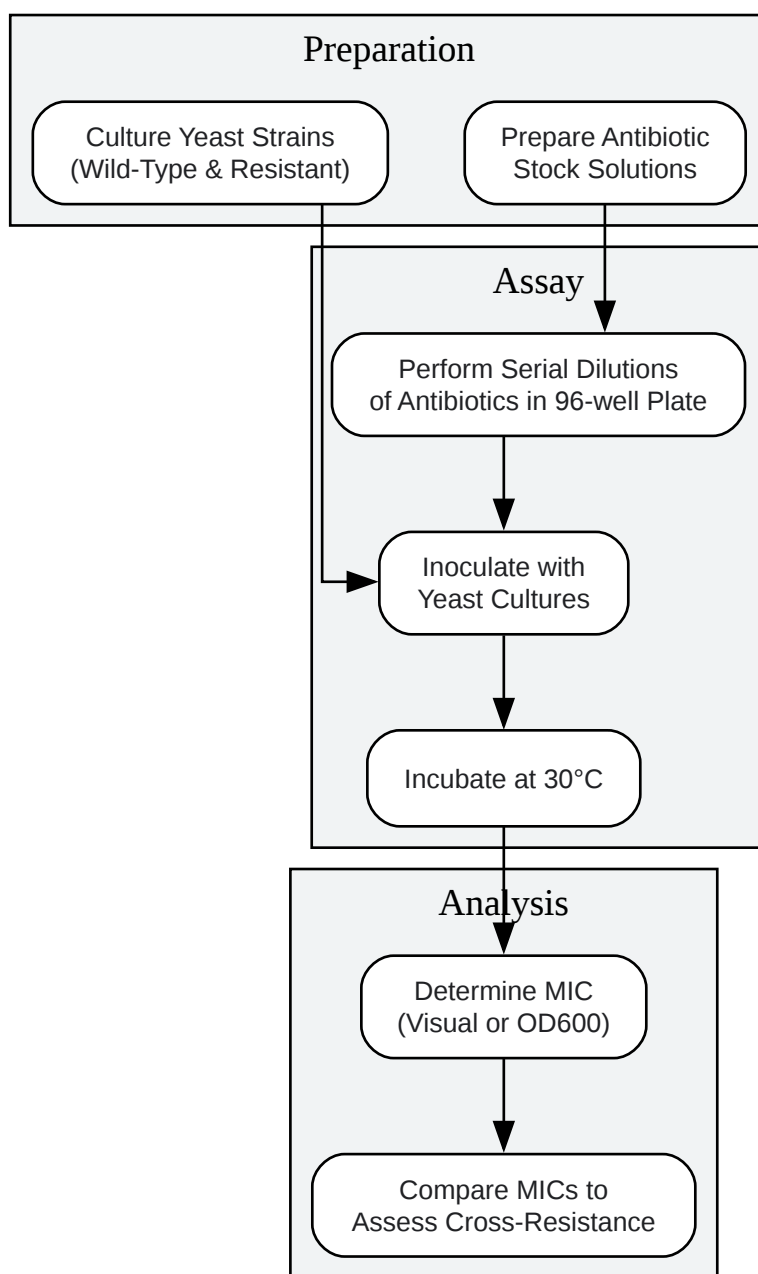 Preparation
Culture Yeast Strains
(Wild-Type & Resistant)
Prepare Antibiotic
Stock Solutions
Assay
Perform Serial Dilutions
of Antibiotics in 96-well Plate
Inoculate with
Yeast Cultures
Incubate at 30°C
Analysis
Determine MIC
(Visual or OD600)
Compare MICs to
Assess Cross-Resistance